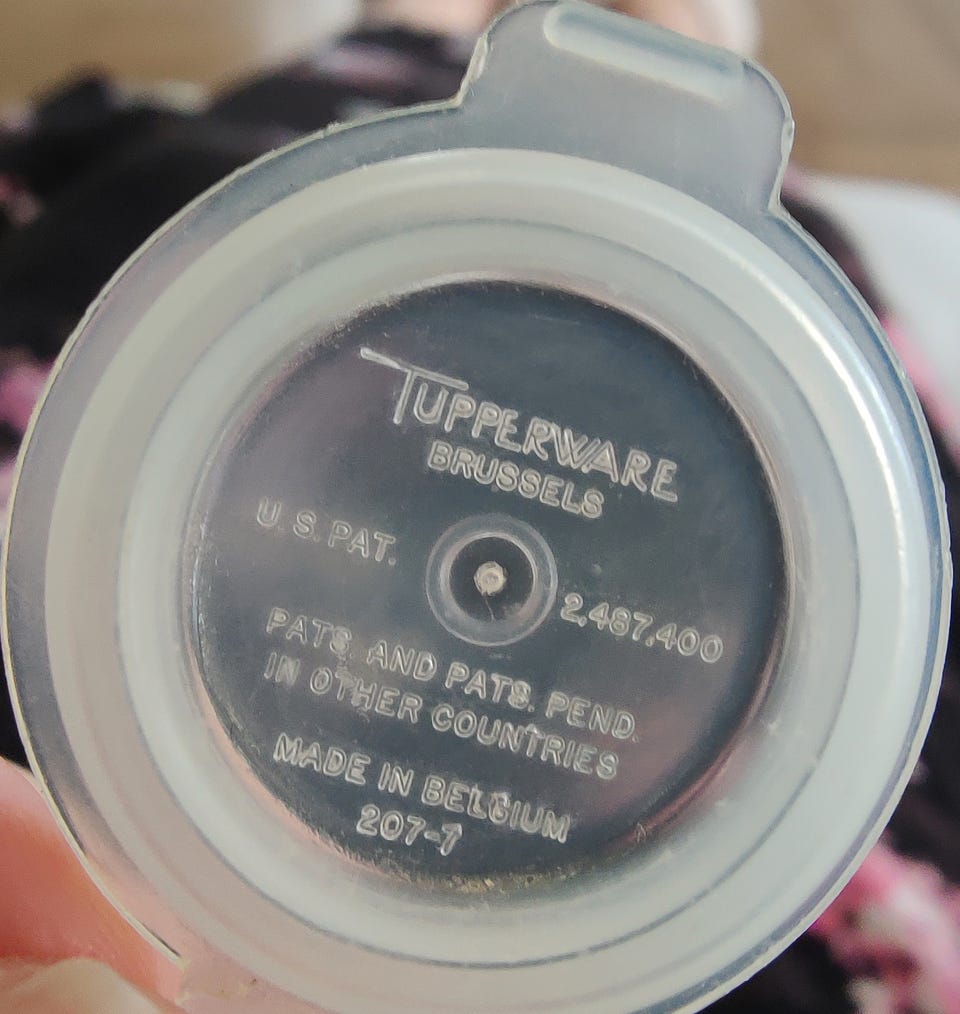 TUPPERWARE
BRUSSELS
U.S. PAT. 2,487,400
PATS. AND PATS. PEND.
IN OTHER COUNTRIES
MADE IN BELGIUM
207-7